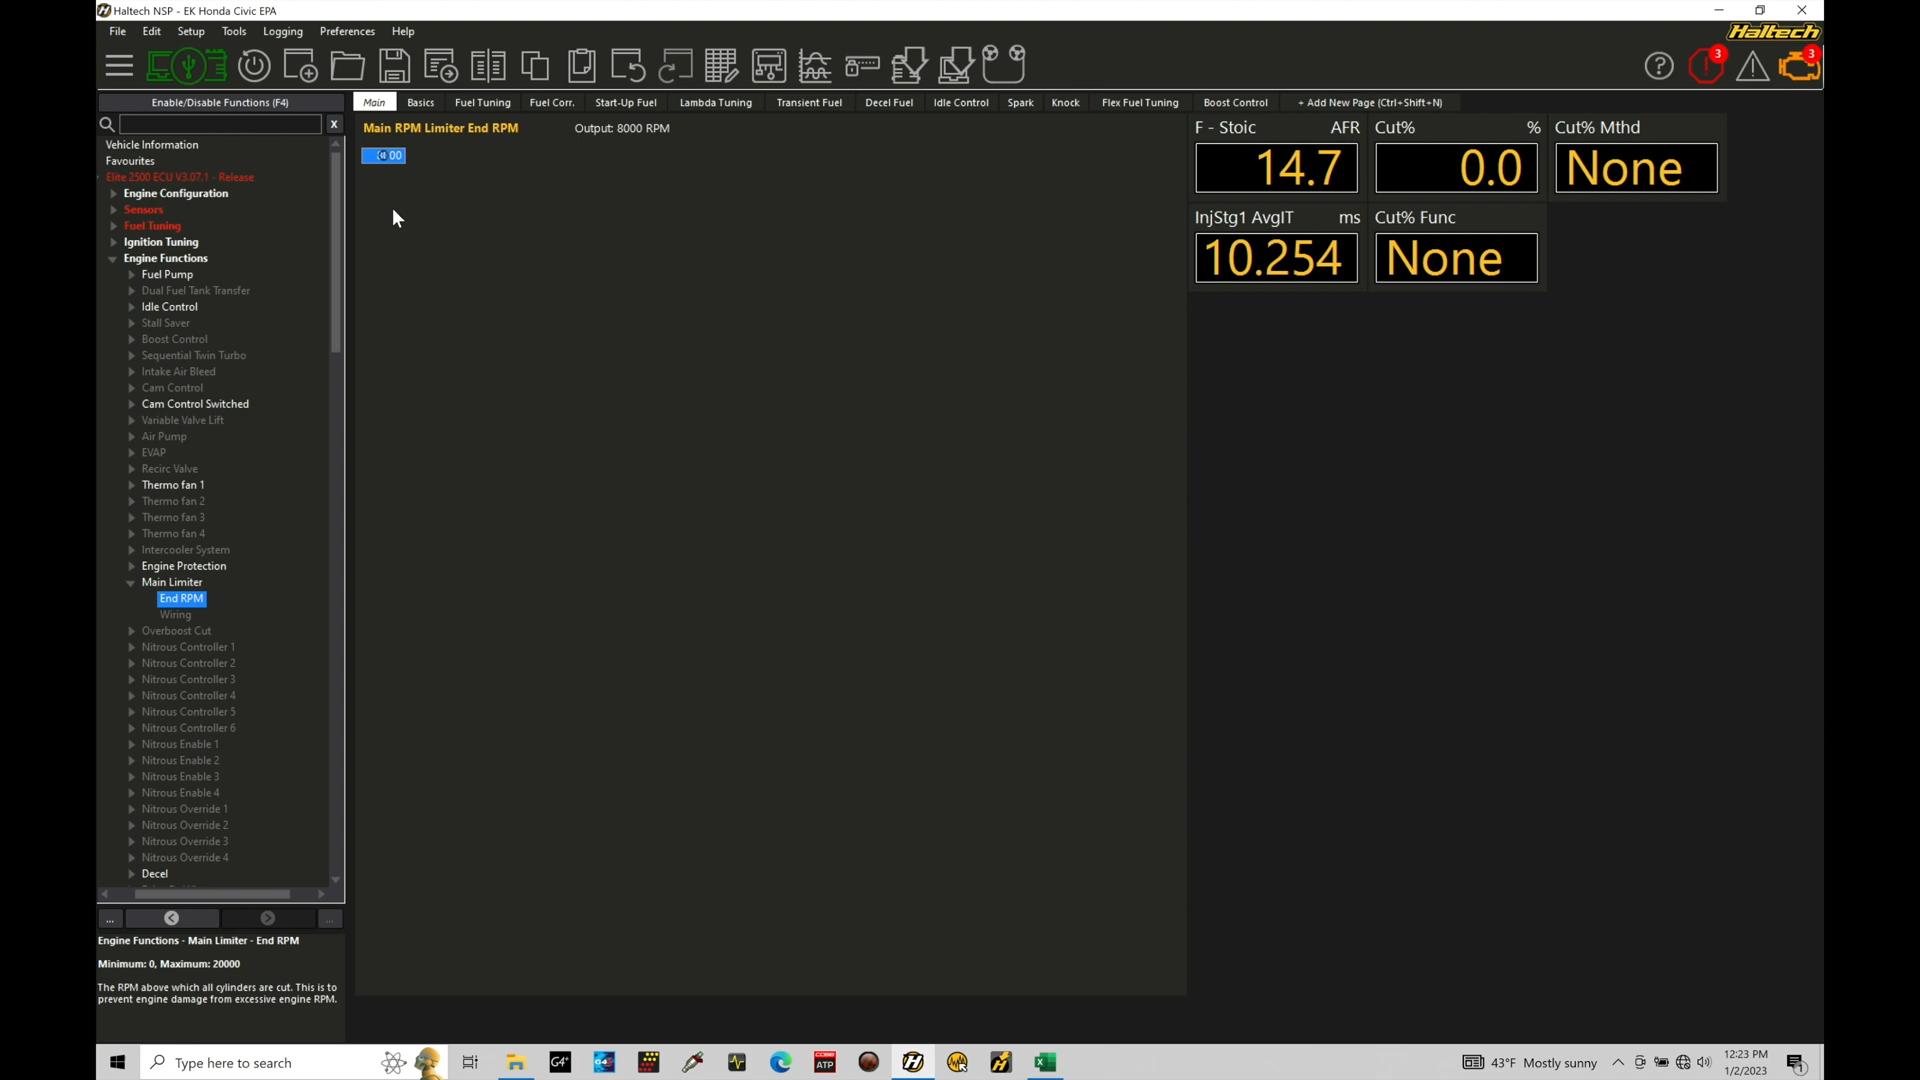 Haltech NSP - EK Honda Civic EPA
File Edit Setup Tools Logging Preferences Help
Haltech
3 3
Enable/Disable Functions (F4)
Main Basics Fuel Tuning Fuel Corr. Start-Up Fuel Lambda Tuning Transient Fuel Decel Fuel Idle Control Spark Knock Flex Fuel Tuning Boost Control + Add New Page (Ctrl+Shift+N)
X
Main RPM Limiter End RPM Output: 8000 RPM
F - Stoic AFR Cut% % Cut% Mthd
14.7 0.0 None
InjStg1 AvgIT ms Cut% Func
10.254 None
Vehicle Information
Favourites
Elite 2500 ECU V3.07.1 - Release
Engine Configuration
Sensors
Fuel Tuning
Ignition Tuning
Engine Functions
Fuel Pump
Dual Fuel Tank Transfer
Idle Control
Stall Saver
Boost Control
Sequential Twin Turbo
Intake Air Bleed
Cam Control
Cam Control Switched
Variable Valve Lift
Air Pump
EVAP
Recirc Valve
Thermo fan 1
Thermo fan 2
Thermo fan 3
Thermo fan 4
Intercooler System
Engine Protection
Main Limiter
End RPM
Wiring
Overboost Cut
Nitrous Controller 1
Nitrous Controller 2
Nitrous Controller 3
Nitrous Controller 4
Nitrous Controller 5
Nitrous Controller 6
Nitrous Enable 1
Nitrous Enable 2
Nitrous Enable 3
Nitrous Enable 4
Nitrous Override 1
Nitrous Override 2
Nitrous Override 3
Nitrous Override 4
Decel
... ...
Engine Functions - Main Limiter - End RPM
Minimum: 0, Maximum: 20000
The RPM above which all cylinders are cut. This is to
prevent engine damage from excessive engine RPM.
Type here to search
G4+
COBB
ATP
43°F Mostly sunny
12:23 PM
1/2/2023
1